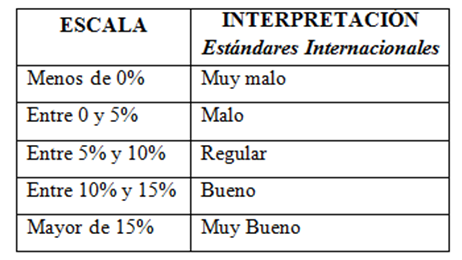 ESCALA INTERPRETACIÓN
Estándares Internacionales
Menos de 0% Muy malo
Entre 0 y 5% Malo
Entre 5% y 10% Regular
Entre 10% y 15% Bueno
Mayor de 15% Muy Bueno